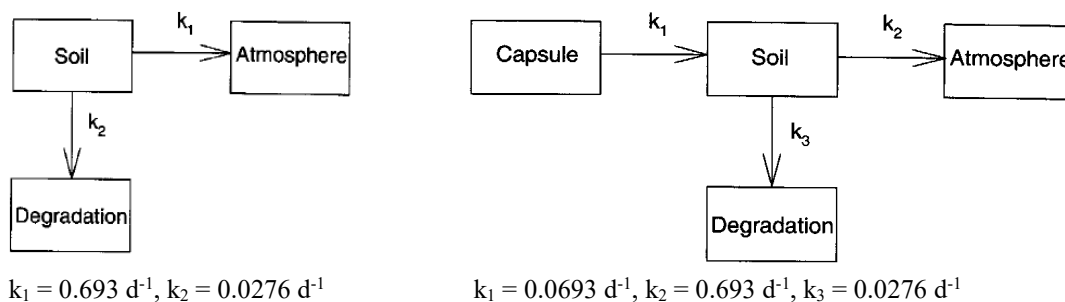 k1
Soil
Atmosphere
k2
Degradation
k₁ = 0.693 d⁻¹, k₂ = 0.0276 d⁻¹
k1
k2
Capsule
Soil
Atmosphere
k3
Degradation
k₁ = 0.0693 d⁻¹, k₂ = 0.693 d⁻¹, k₃ = 0.0276 d⁻¹